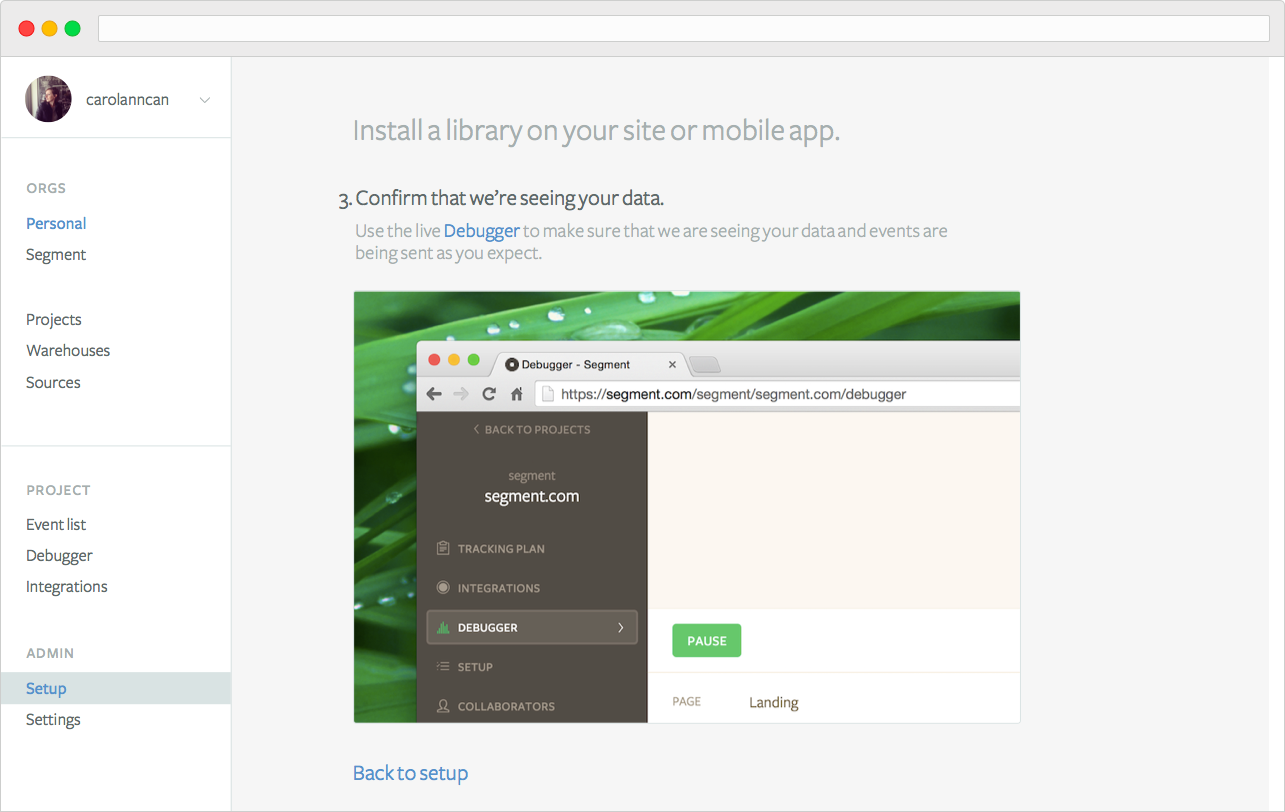 carolanncan
ORGS
Personal
Segment
Projects
Warehouses
Sources
PROJECT
Event list
Debugger
Integrations
ADMIN
Setup
Settings
Install a library on your site or mobile app.
3. Confirm that we're seeing your data.
Use the live Debugger to make sure that we are seeing your data and events are
being sent as you expect.
Debugger - Segment
https://segment.com/segment/segment.com/debugger
BACK TO PROJECTS
segment
segment.com
TRACKING PLAN
INTEGRATIONS
DEBUGGER
SETUP
COLLABORATORS
PAUSE
PAGE Landing
Back to setup